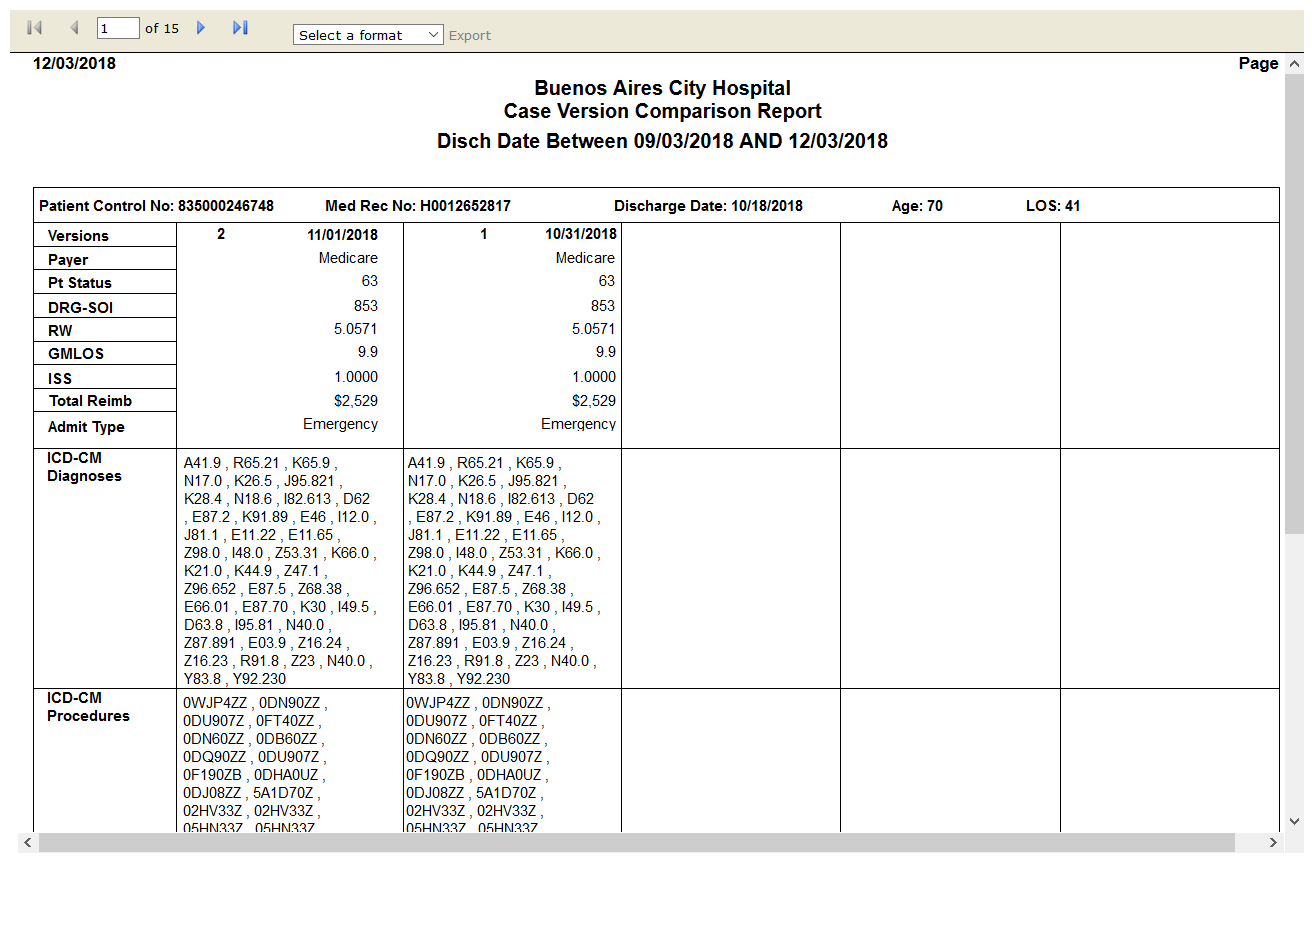 1 of 15 Select a format Export
12/03/2018 Page
Buenos Aires City Hospital
Case Version Comparison Report
Disch Date Between 09/03/2018 AND 12/03/2018
Patient Control No: 835000246748 Med Rec No: H0012652817 Discharge Date: 10/18/2018 Age: 70 LOS: 41
Versions 2 11/01/2018 1 10/31/2018
Payer Medicare Medicare
Pt Status 63 63
DRG-SOI 853 853
RW 5.0571 5.0571
GMLOS 9.9 9.9
ISS 1.0000 1.0000
Total Reimb $2,529 $2,529
Admit Type Emergency Emergency
ICD-CM
Diagnoses
A41.9 , R65.21 , K65.9 ,
N17.0 , K26.5 , J95.821 ,
K28.4 , N18.6 , I82.613 , D62
, E87.2 , K91.89 , E46 , I12.0 ,
J81.1 , E11.22 , E11.65 ,
Z98.0 , I48.0 , Z53.31 , K66.0 ,
K21.0 , K44.9 , Z47.1 ,
Z96.652 , E87.5 , Z68.38 ,
E66.01 , E87.70 , K30 , I49.5 ,
D63.8 , I95.81 , N40.0 ,
Z87.891 , E03.9 , Z16.24 ,
Z16.23 , R91.8 , Z23 , N40.0 ,
Y83.8 , Y92.230
A41.9 , R65.21 , K65.9 ,
N17.0 , K26.5 , J95.821 ,
K28.4 , N18.6 , I82.613 , D62
, E87.2 , K91.89 , E46 , I12.0 ,
J81.1 , E11.22 , E11.65 ,
Z98.0 , I48.0 , Z53.31 , K66.0 ,
K21.0 , K44.9 , Z47.1 ,
Z96.652 , E87.5 , Z68.38 ,
E66.01 , E87.70 , K30 , I49.5 ,
D63.8 , I95.81 , N40.0 ,
Z87.891 , E03.9 , Z16.24 ,
Z16.23 , R91.8 , Z23 , N40.0 ,
Y83.8 , Y92.230
ICD-CM
Procedures
0WJP4ZZ , 0DN90ZZ ,
0DU907Z , 0FT40ZZ ,
0DN60ZZ , 0DB60ZZ ,
0DQ90ZZ , 0DU907Z ,
0F190ZB , 0DHA0UZ ,
0DJ08ZZ , 5A1D70Z ,
02HV33Z , 02HV33Z ,
05HN33Z , 05HN33Z
0WJP4ZZ , 0DN90ZZ ,
0DU907Z , 0FT40ZZ ,
0DN60ZZ , 0DB60ZZ ,
0DQ90ZZ , 0DU907Z ,
0F190ZB , 0DHA0UZ ,
0DJ08ZZ , 5A1D70Z ,
02HV33Z , 02HV33Z ,
05HN33Z , 05HN33Z